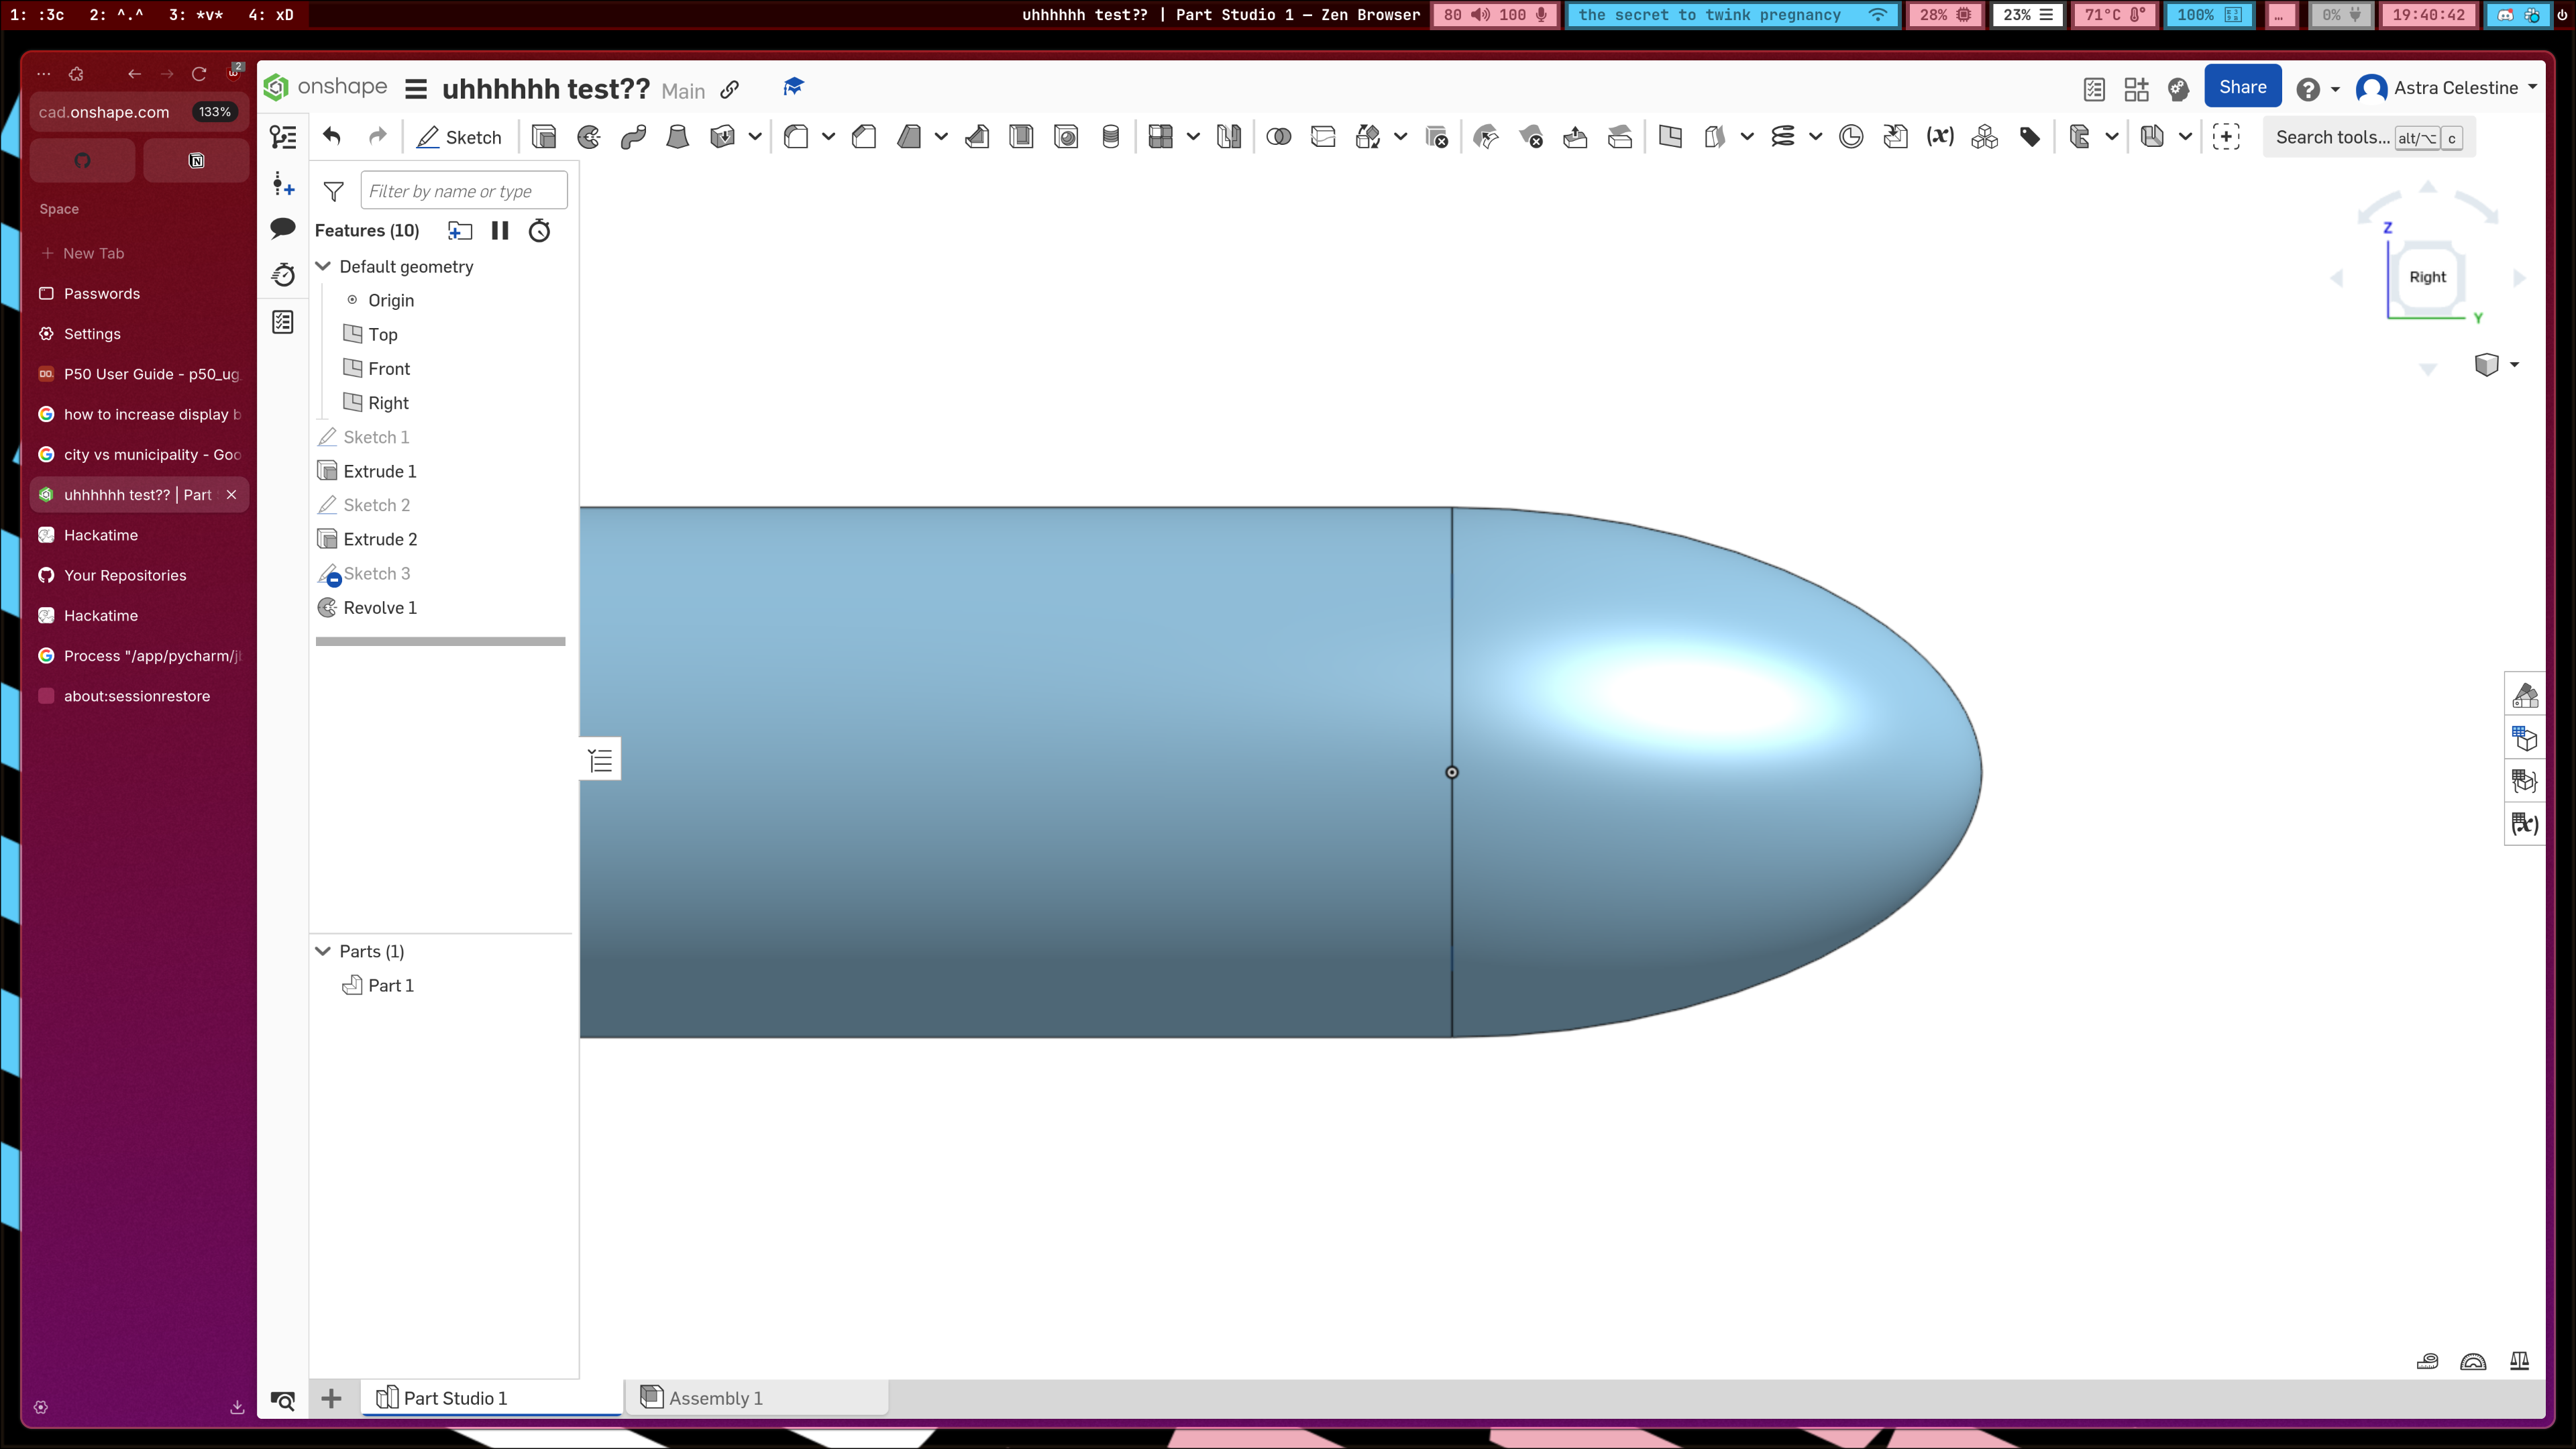 1: :3c 2: ^.^ 3: *v* 4: xD
uhhhhhh test?? | Part Studio 1 — Zen Browser
80 100
the secret to twink pregnancy
28%
23%
71°C
100%
…
0%
19:40:42
2
cad.onshape.com 133%
Space
New Tab
Passwords
Settings
P50 User Guide - p50_ug
how to increase display b
city vs municipality - Goo
uhhhhhh test?? | Part
Hackatime
Your Repositories
Hackatime
Process "/app/pycharm/j
about:sessionrestore
onshape uhhhhhh test?? Main
Share
Astra Celestine
Sketch
(x)
Search tools... alt/⌥ c
Filter by name or type
Features (10)
Default geometry
Origin
Top
Front
Right
Sketch 1
Extrude 1
Sketch 2
Extrude 2
Sketch 3
Revolve 1
Parts (1)
Part 1
Z
Right
Y
Part Studio 1
Assembly 1